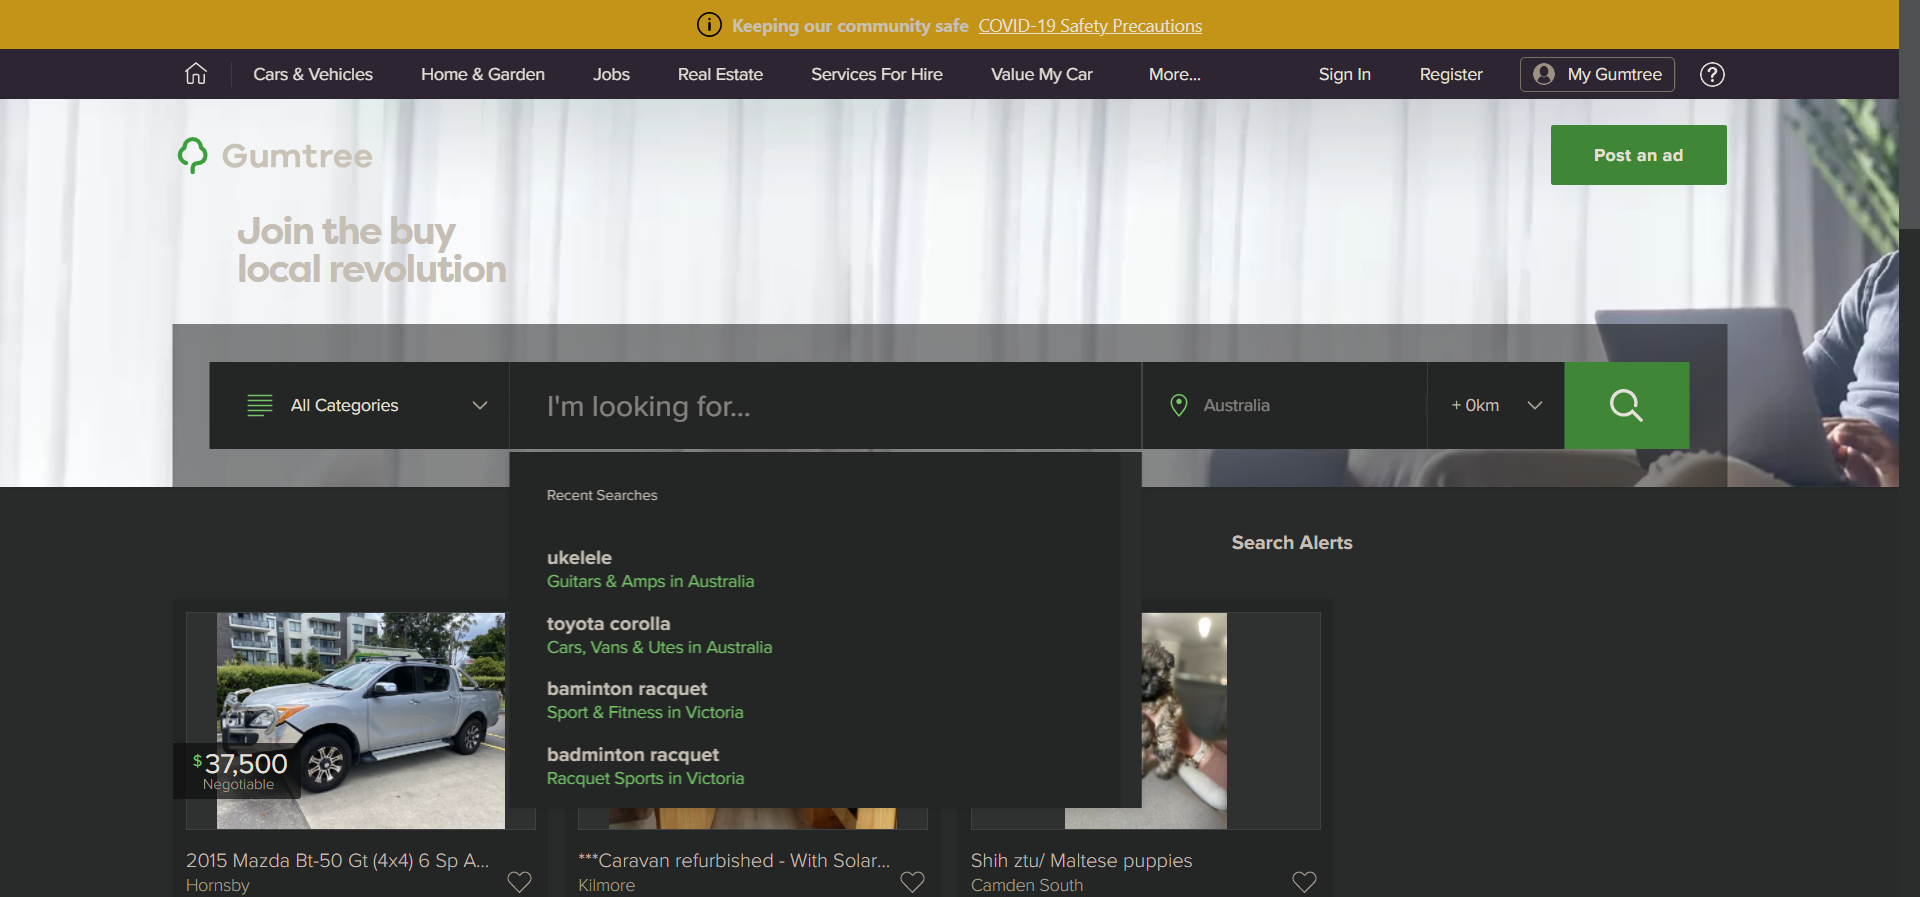 Keeping our community safe COVID-19 Safety Precautions
Cars & Vehicles Home & Garden Jobs Real Estate Services For Hire Value My Car More... Sign In Register My Gumtree ?
Gumtree
Post an ad
Join the buy
local revolution
All Categories I'm looking for... Australia + 0km
Recent Searches
Search Alerts
ukelele
Guitars & Amps in Australia
toyota corolla
Cars, Vans & Utes in Australia
baminton racquet
Sport & Fitness in Victoria
badminton racquet
Racquet Sports in Victoria
$37,500
Negotiable
2015 Mazda Bt-50 Gt (4x4) 6 Sp A...
Hornsby
***Caravan refurbished - With Solar...
Kilmore
Shih ztu/ Maltese puppies
Camden South